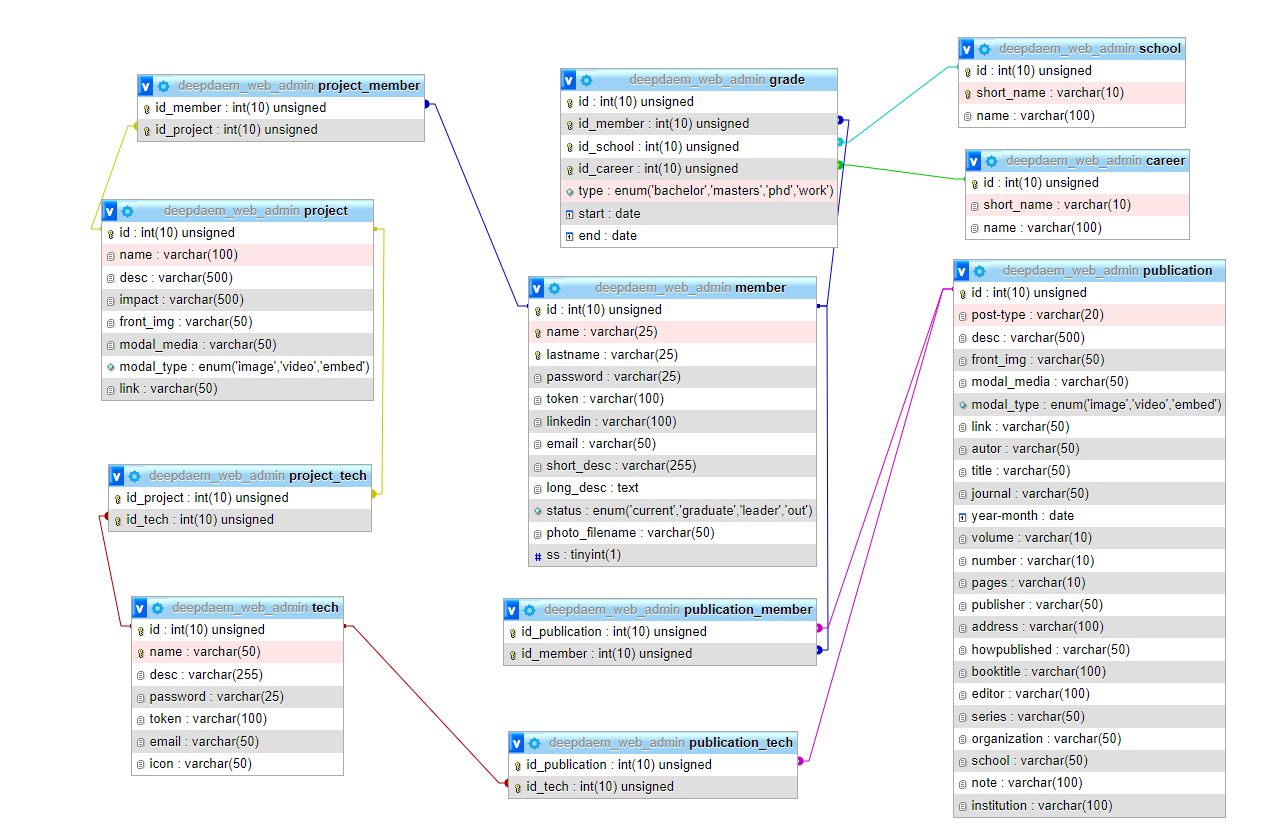 deepdaem_web_admin project_member
id_member : int(10) unsigned
id_project : int(10) unsigned
deepdaem_web_admin project
id : int(10) unsigned
name : varchar(100)
desc : varchar(500)
impact : varchar(500)
front_img : varchar(50)
modal_media : varchar(50)
modal_type : enum('image','video','embed')
link : varchar(50)
deepdaem_web_admin project_tech
id_project : int(10) unsigned
id_tech : int(10) unsigned
deepdaem_web_admin tech
id : int(10) unsigned
name : varchar(50)
desc : varchar(255)
password : varchar(25)
token : varchar(100)
email : varchar(50)
icon : varchar(50)
deepdaem_web_admin grade
id : int(10) unsigned
id_member : int(10) unsigned
id_school : int(10) unsigned
id_career : int(10) unsigned
type : enum('bachelor','masters','phd','work')
start : date
end : date
deepdaem_web_admin member
id : int(10) unsigned
name : varchar(25)
lastname : varchar(25)
password : varchar(25)
token : varchar(100)
linkedin : varchar(100)
email : varchar(50)
short_desc : varchar(255)
long_desc : text
status : enum('current','graduate','leader','out')
photo_filename : varchar(50)
# ss : tinyint(1)
deepdaem_web_admin publication_member
id_publication : int(10) unsigned
id_member : int(10) unsigned
deepdaem_web_admin publication_tech
id_publication : int(10) unsigned
id_tech : int(10) unsigned
deepdaem_web_admin school
id : int(10) unsigned
short_name : varchar(10)
name : varchar(100)
deepdaem_web_admin career
id : int(10) unsigned
short_name : varchar(10)
name : varchar(100)
deepdaem_web_admin publication
id : int(10) unsigned
post-type : varchar(20)
desc : varchar(500)
front_img : varchar(50)
modal_media : varchar(50)
modal_type : enum('image','video','embed')
link : varchar(50)
autor : varchar(50)
title : varchar(50)
journal : varchar(50)
year-month : date
volume : varchar(10)
number : varchar(10)
pages : varchar(10)
publisher : varchar(50)
address : varchar(100)
howpublished : varchar(50)
booktitle : varchar(100)
editor : varchar(100)
series : varchar(50)
organization : varchar(50)
school : varchar(50)
note : varchar(100)
institution : varchar(100)